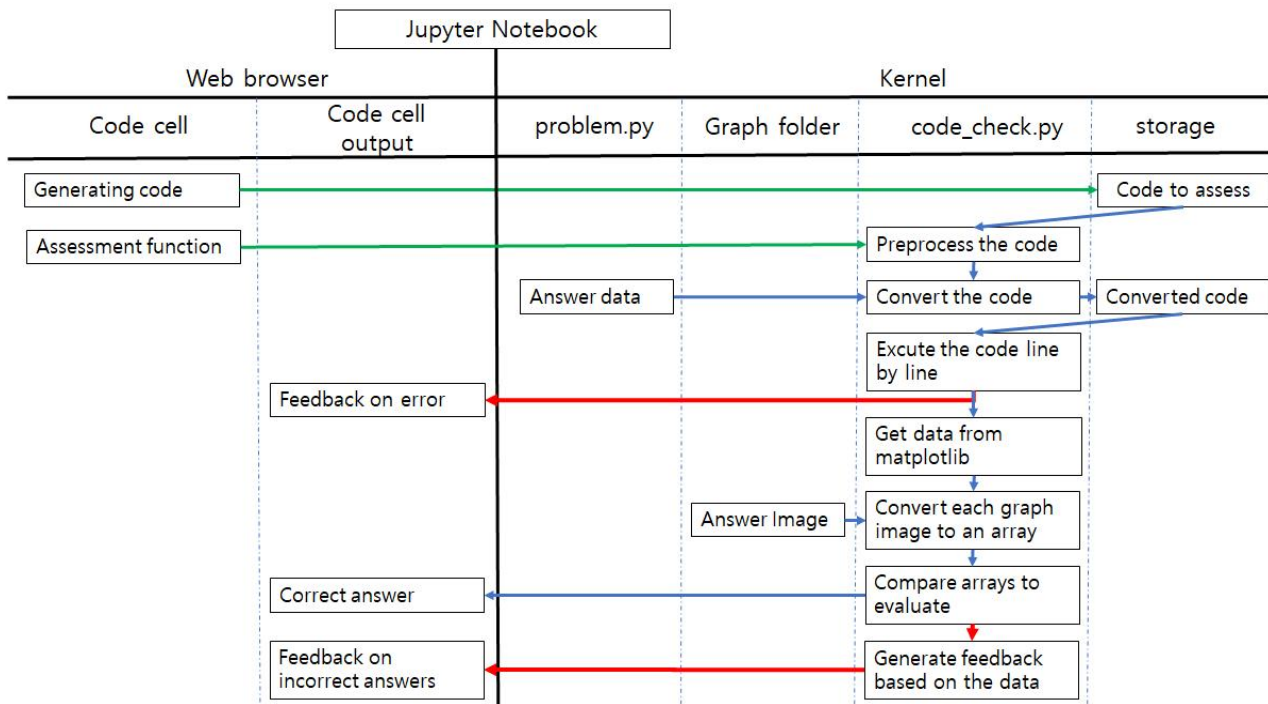 Jupyter Notebook
Web browser
Kernel
Code cell
Code cell
output
problem.py
Graph folder
code_check.py
storage
Generating code
Code to assess
Assessment function
Preprocess the code
Answer data
Convert the code
Converted code
Excute the code line
by line
Feedback on error
Get data from
matplotlib
Answer Image
Convert each graph
image to an array
Correct answer
Compare arrays to
evaluate
Feedback on
incorrect answers
Generate feedback
based on the data